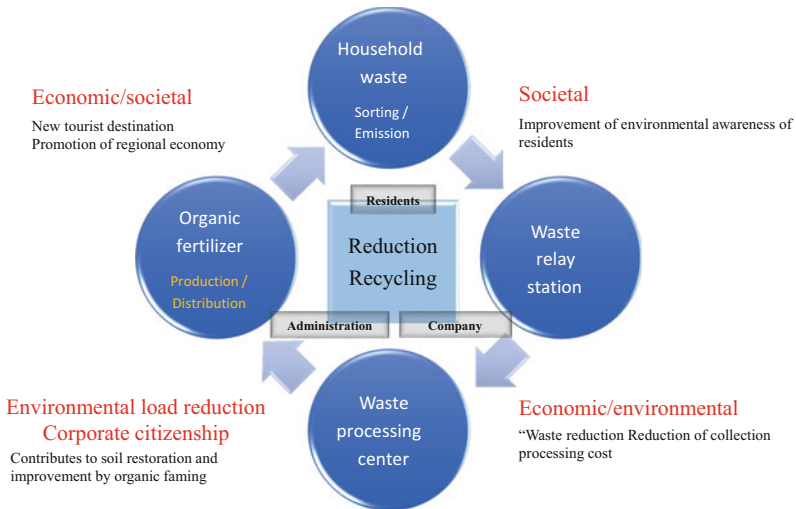 Household
waste
Sorting /
Emission
Economic/societal
New tourist destination
Promotion of regional economy
Societal
Improvement of environmental awareness of
residents
Residents
Reduction
Recycling
Organic
fertilizer
Production /
Distribution
Waste
relay
station
Administration
Company
Waste
processing
center
Environmental load reduction
Corporate citizenship
Contributes to soil restoration and
improvement by organic faming
Economic/environmental
“Waste reduction Reduction of collection
processing cost